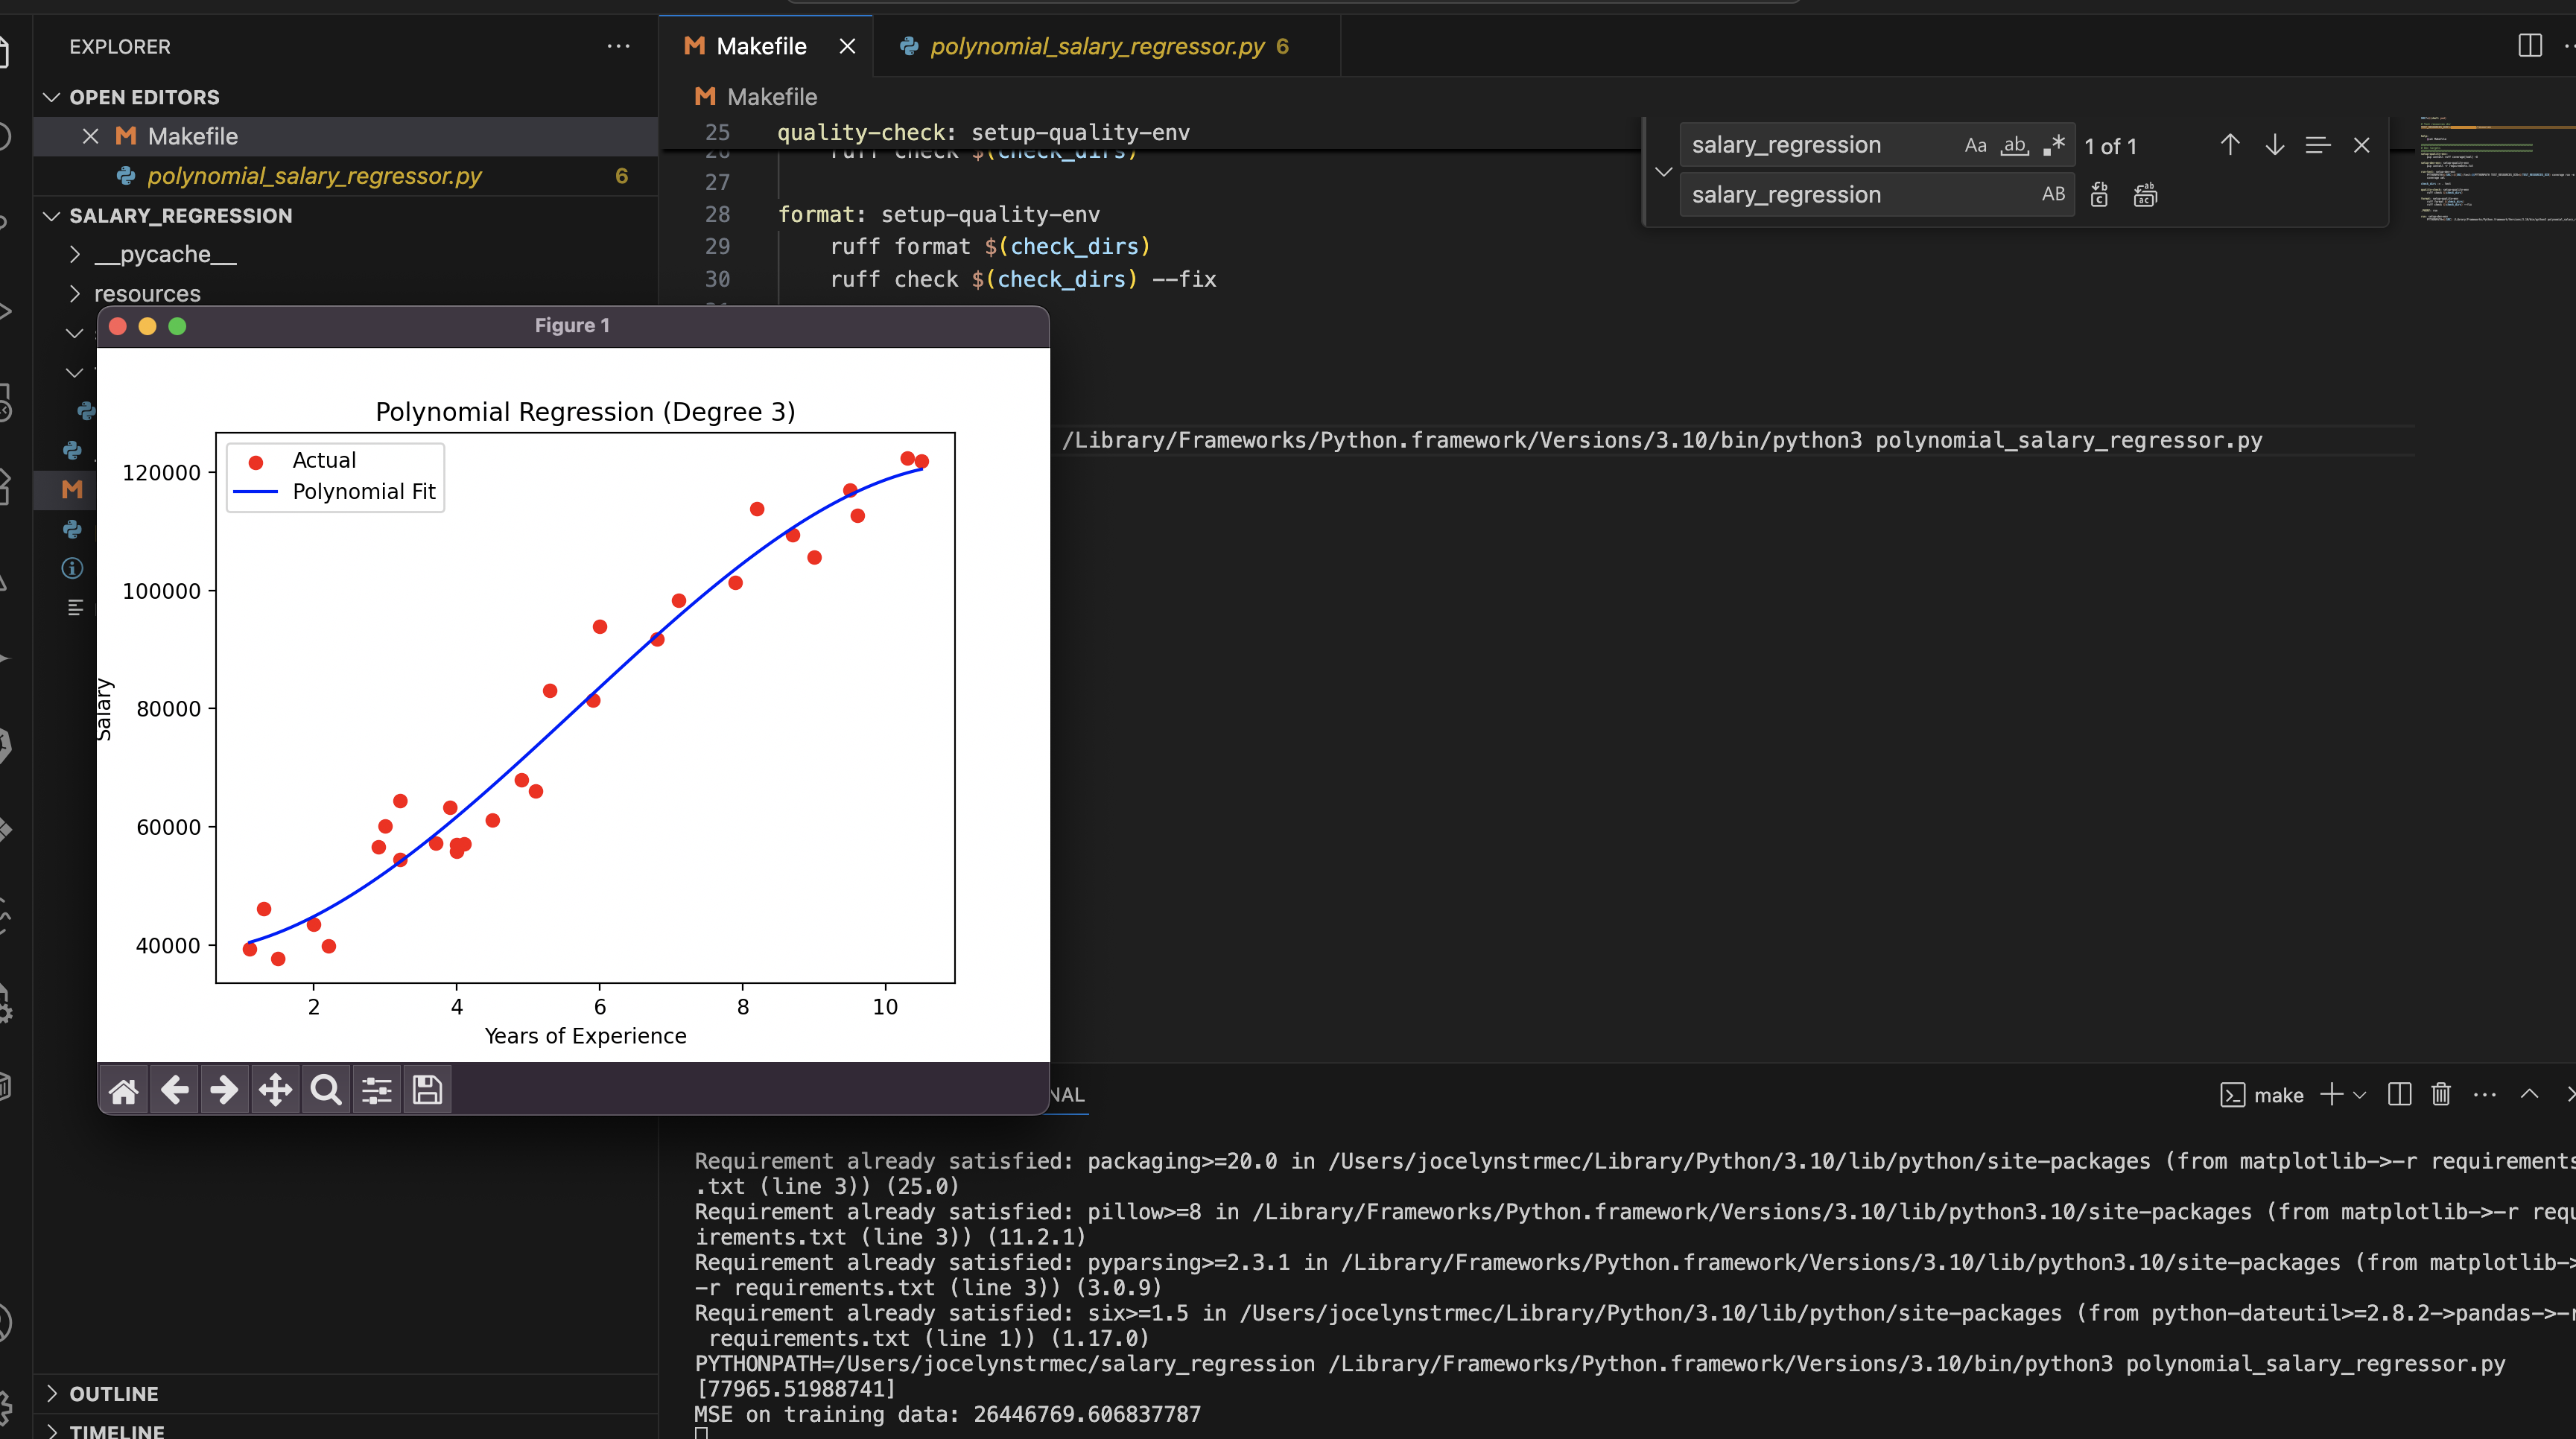 EXPLORER
OPEN EDITORS
Makefile
polynomial_salary_regressor.py 6
SALARY_REGRESSION
__pycache__
resources
OUTLINE
TIMELINE
Makefile
polynomial_salary_regressor.py 6
Makefile
25 quality-check: setup-quality-env
26 ruff check $(check_dirs)
27
28 format: setup-quality-env
29 ruff format $(check_dirs)
30 ruff check $(check_dirs) --fix
/Library/Frameworks/Python.framework/Versions/3.10/bin/python3 polynomial_salary_regressor.py
salary_regression Aa ab 1 of 1
salary_regression AB
Figure 1
Polynomial Regression (Degree 3)
Actual
Polynomial Fit
Salary
120000
100000
80000
60000
40000
2 4 6 8 10
Years of Experience
NAL
make
Requirement already satisfied: packaging>=20.0 in /Users/jocelynstrmec/Library/Python/3.10/lib/python/site-packages (from matplotlib->-r requirements
.txt (line 3)) (25.0)
Requirement already satisfied: pillow>=8 in /Library/Frameworks/Python.framework/Versions/3.10/lib/python3.10/site-packages (from matplotlib->-r requ
irements.txt (line 3)) (11.2.1)
Requirement already satisfied: pyparsing>=2.3.1 in /Library/Frameworks/Python.framework/Versions/3.10/lib/python3.10/site-packages (from matplotlib->
-r requirements.txt (line 3)) (3.0.9)
Requirement already satisfied: six>=1.5 in /Users/jocelynstrmec/Library/Python/3.10/lib/python/site-packages (from python-dateutil>=2.8.2->pandas->-r
requirements.txt (line 1)) (1.17.0)
PYTHONPATH=/Users/jocelynstrmec/salary_regression /Library/Frameworks/Python.framework/Versions/3.10/bin/python3 polynomial_salary_regressor.py
[77965.51988741]
MSE on training data: 26446769.606837787